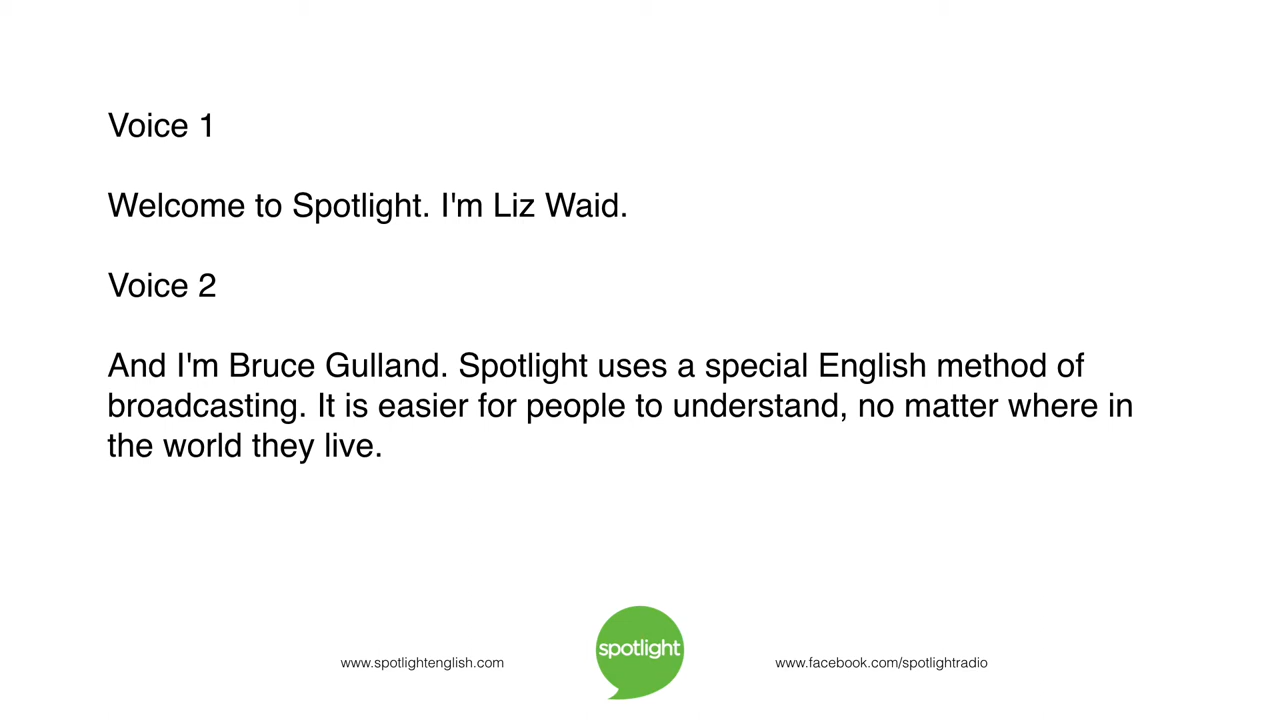 Voice 1
Welcome to Spotlight. I'm Liz Waid.
Voice 2
And I'm Bruce Gulland. Spotlight uses a special English method of
broadcasting. It is easier for people to understand, no matter where in
the world they live.
www.spotlightenglish.com
spotlight
www.facebook.com/spotlightradio